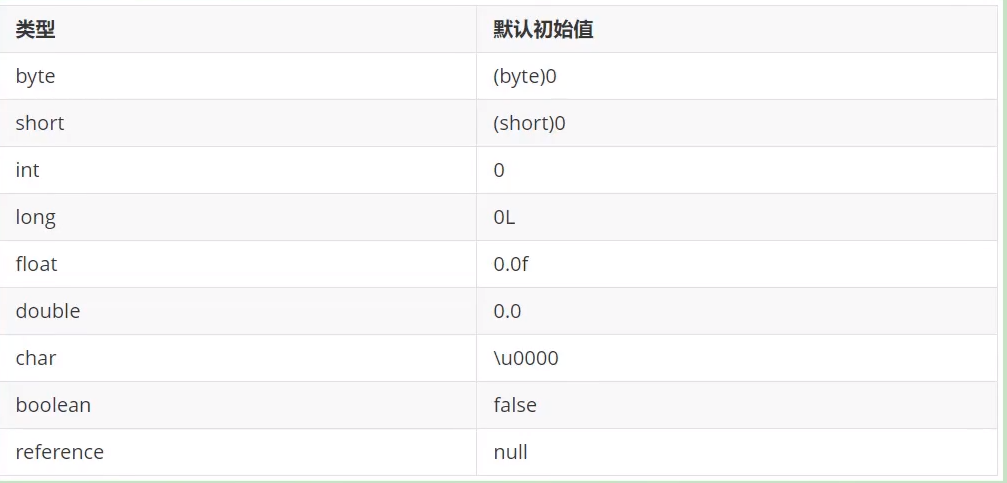 类型 默认初始值
byte (byte)0
short (short)0
int 0
long 0L
float 0.0f
double 0.0
char \u0000
boolean false
reference null